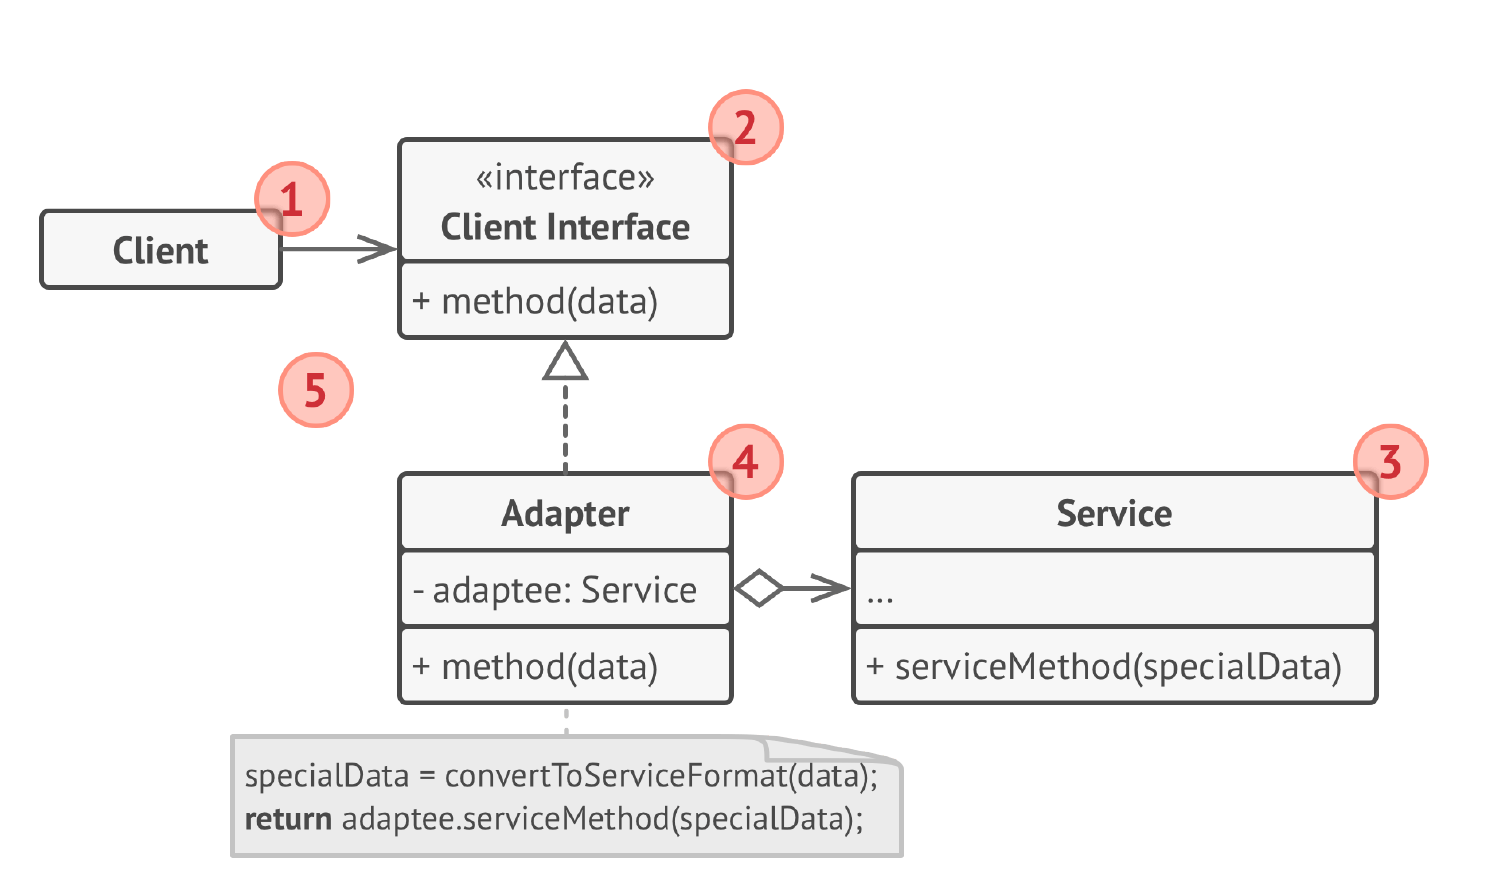 2
1
«interface»
Client Interface
Client
+ method(data)
5
4
3
Adapter
Service
- adaptee: Service
...
+ method(data)
+ serviceMethod(specialData)
specialData = convertToServiceFormat(data);
return adaptee.serviceMethod(specialData);